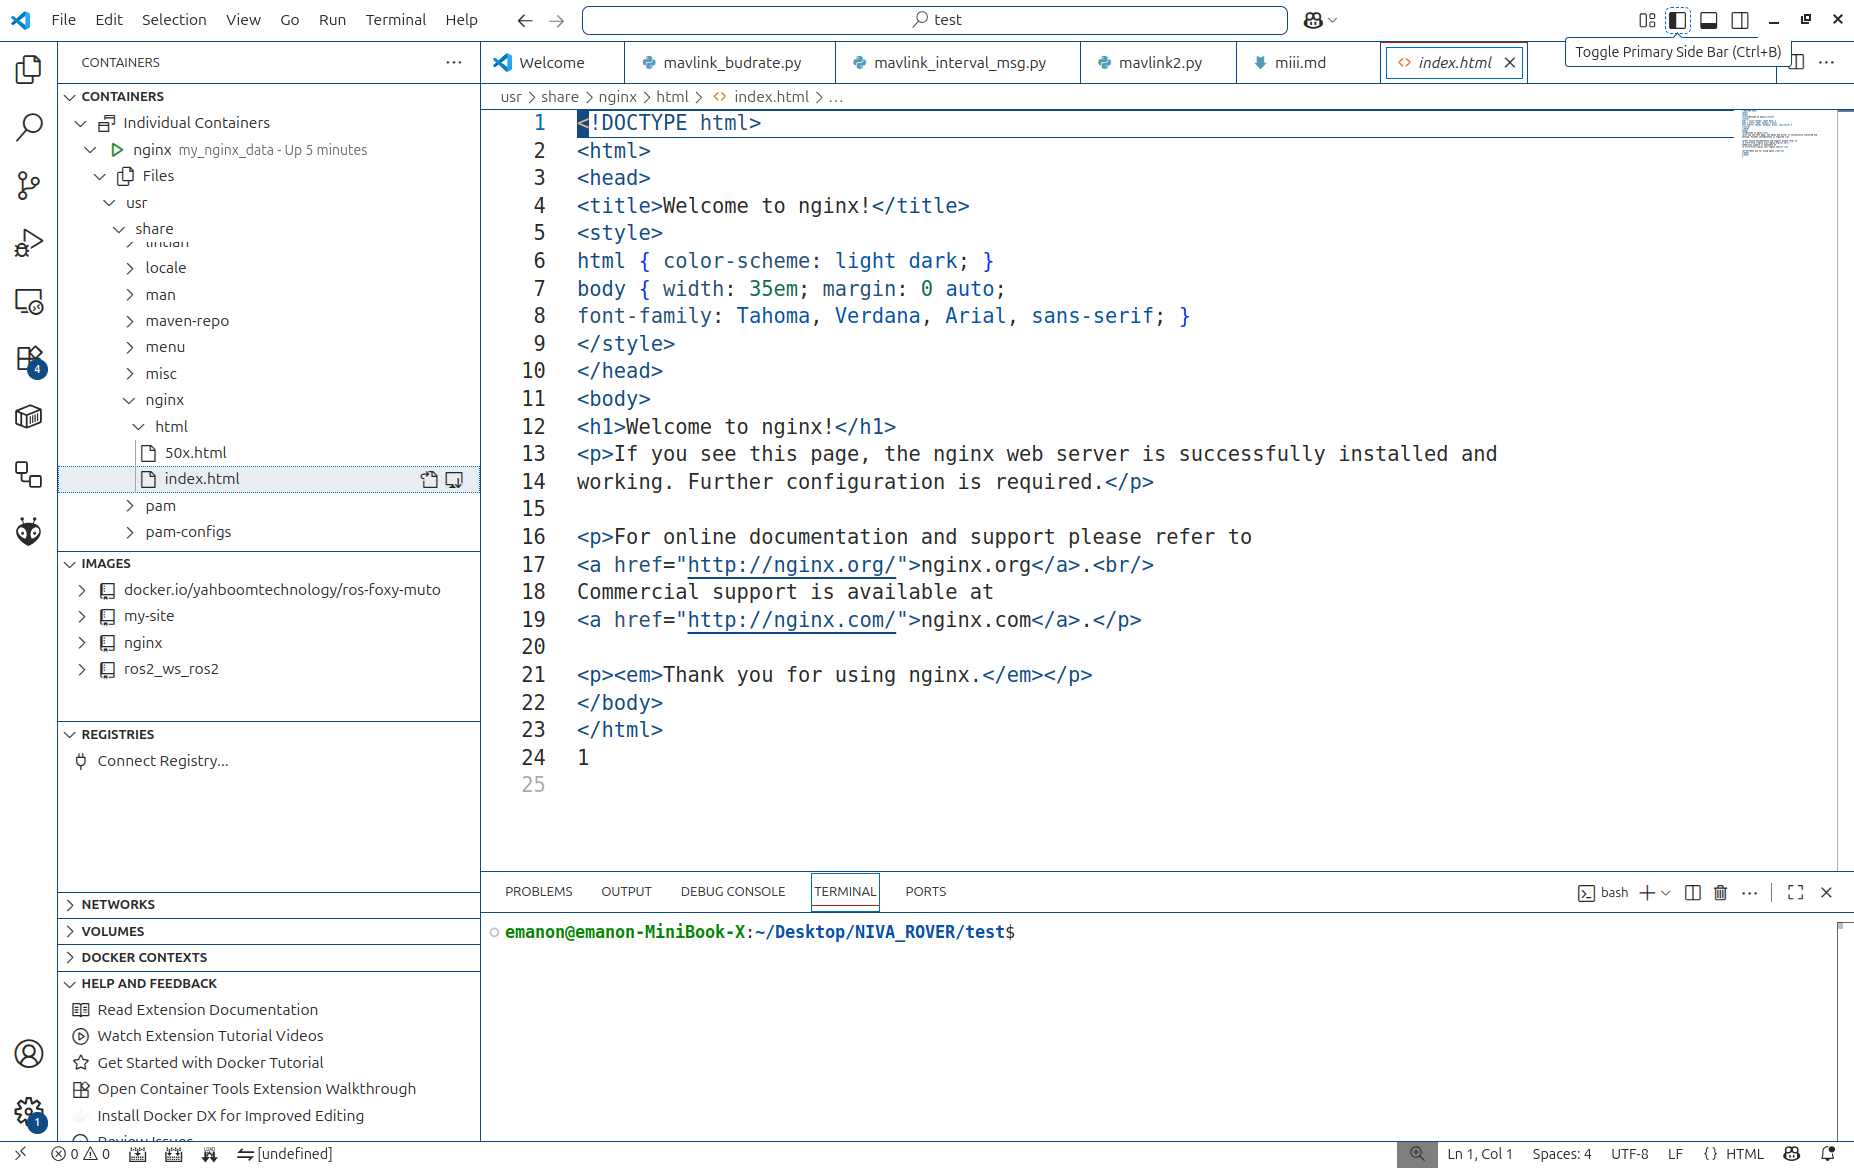 File Edit Selection View Go Run Terminal Help
test
Toggle Primary Side Bar (Ctrl+B)
CONTAINERS
Welcome
mavlink_budrate.py
mavlink_interval_msg.py
mavlink2.py
miii.md
index.html
CONTAINERS
Individual Containers
nginx my_nginx_data - Up 5 minutes
Files
usr
share
lintian
locale
man
maven-repo
menu
misc
nginx
html
50x.html
index.html
pam
pam-configs
IMAGES
docker.io/yahboomtechnology/ros-foxy-muto
my-site
nginx
ros2_ws_ros2
REGISTRIES
Connect Registry...
NETWORKS
VOLUMES
DOCKER CONTEXTS
HELP AND FEEDBACK
Read Extension Documentation
Watch Extension Tutorial Videos
Get Started with Docker Tutorial
Open Container Tools Extension Walkthrough
Install Docker DX for Improved Editing
Review Issues
4
1
usr > share > nginx > html > <> index.html > ...
1 <!DOCTYPE html>
2 <html>
3 <head>
4 <title>Welcome to nginx!</title>
5 <style>
6 html { color-scheme: light dark; }
7 body { width: 35em; margin: 0 auto;
8 font-family: Tahoma, Verdana, Arial, sans-serif; }
9 </style>
10 </head>
11 <body>
12 <h1>Welcome to nginx!</h1>
13 <p>If you see this page, the nginx web server is successfully installed and
14 working. Further configuration is required.</p>
15
16 <p>For online documentation and support please refer to
17 <a href="http://nginx.org/">nginx.org</a>.<br/>
18 Commercial support is available at
19 <a href="http://nginx.com/">nginx.com</a>.</p>
20
21 <p><em>Thank you for using nginx.</em></p>
22 </body>
23 </html>
24 1
25
PROBLEMS OUTPUT DEBUG CONSOLE TERMINAL PORTS
bash
emanon@emanon-MiniBook-X:~/Desktop/NIVA_ROVER/test$
0 0 [undefined]
Ln 1, Col 1 Spaces: 4 UTF-8 LF {} HTML